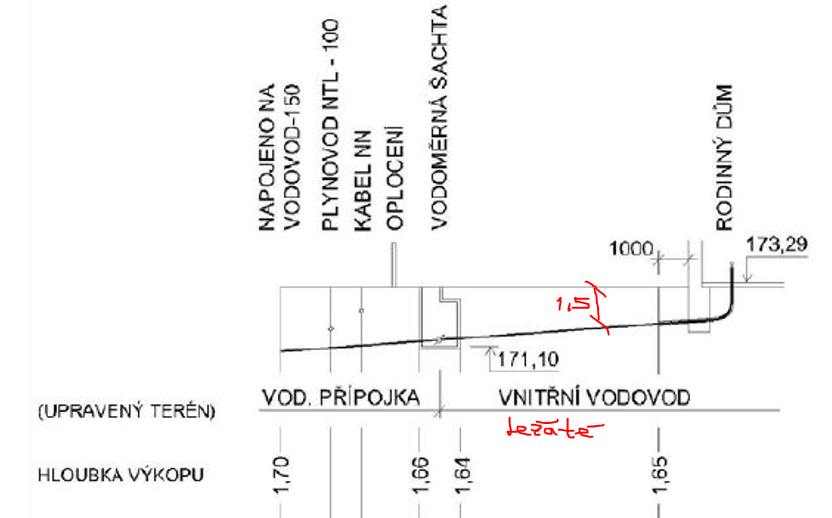 NAPOJENO NA
VODOVOD-150
PLYNOVOD NTL - 100
KABEL NN
OPLOCENÍ
VODOMĚRNÁ ŠACHTA
RODINNÝ DŮM
1000
173,29
1,5
171,10
VOD. PŘÍPOJKA
VNITŘNÍ VODOVOD
(UPRAVENÝ TERÉN)
ležaté
HLOUBKA VÝKOPU
1,70
1,66
1,64
1,65